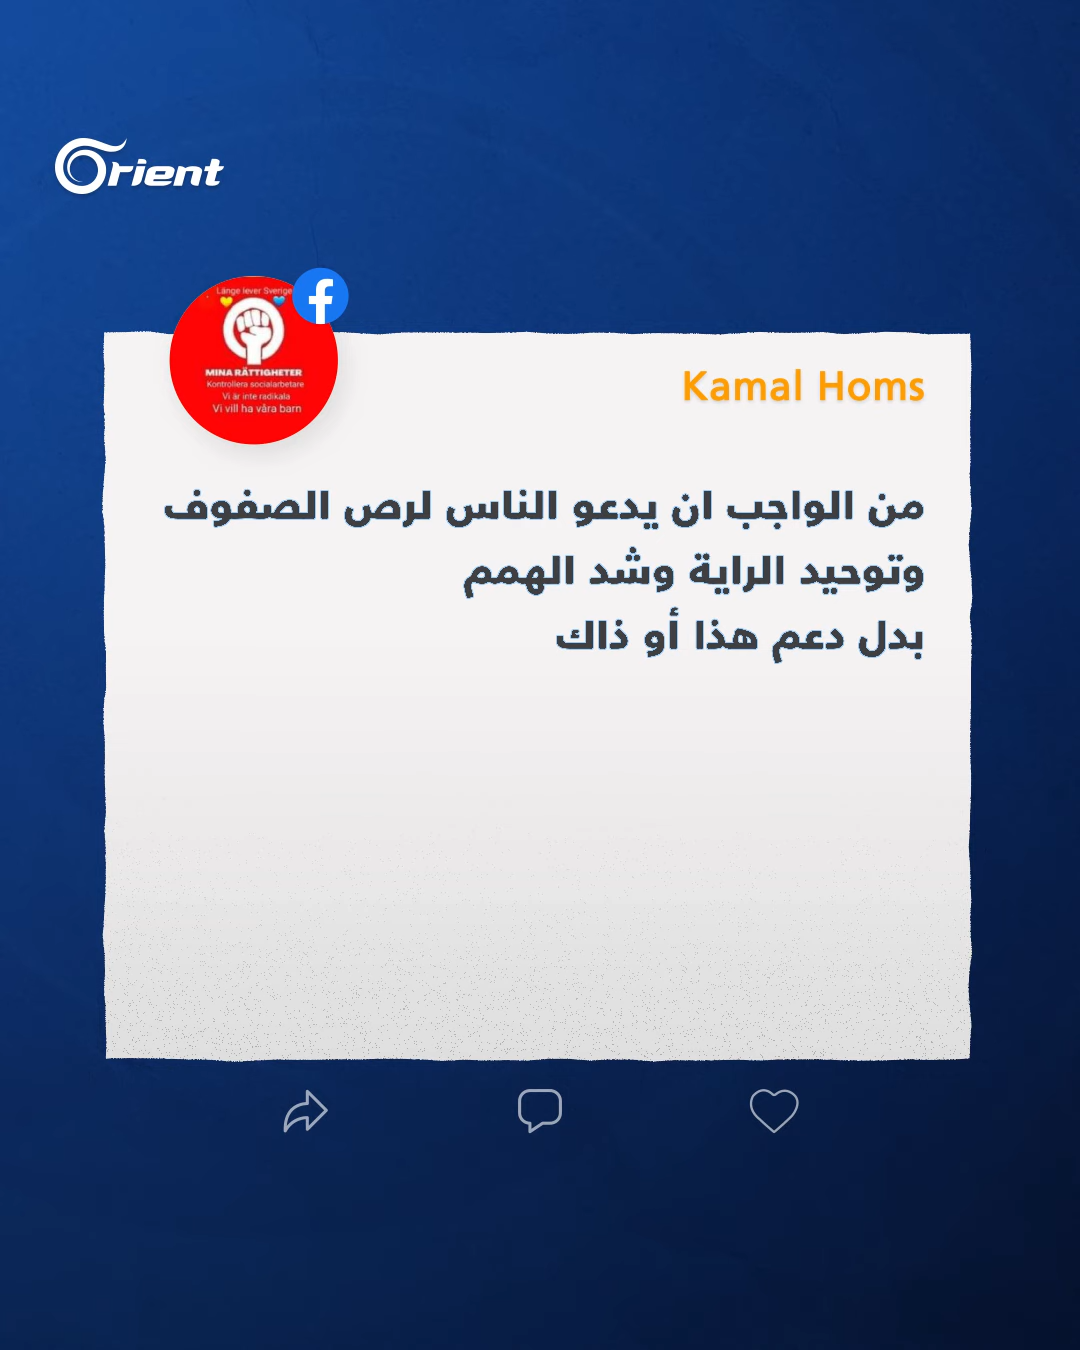 Orient
Länge lever Sverige
MINA RÄTTIGHETER
Kontrollera socialarbetare
Vi är inte radikala
Vi vill ha våra barn
Kamal Homs
من الواجب ان يدعو الناس لرص الصفوف
وتوحيد الراية وشد الهمم
بدل دعم هذا أو ذاك